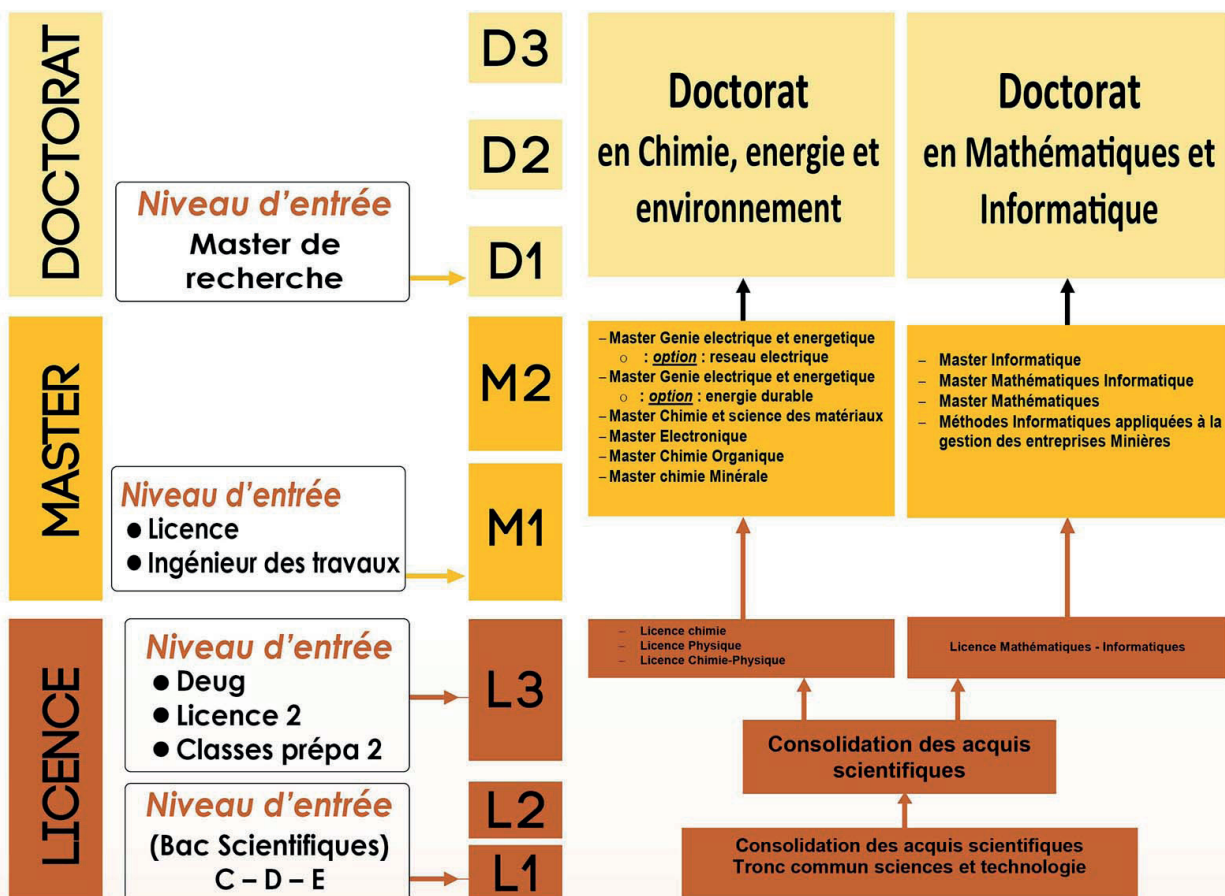 DOCTORAT
D3
D2
D1
Niveau d'entrée
Master de
recherche
Doctorat
en Chimie, energie et
environnement
Doctorat
en Mathématiques et
Informatique
MASTER
M2
M1
Niveau d'entrée
● Licence
● Ingénieur des travaux
– Master Genie electrique et energetique
o : option : reseau electrique
– Master Genie electrique et energetique
o : option : energie durable
– Master Chimie et science des matériaux
– Master Electronique
– Master Chimie Organique
– Master chimie Minérale
– Master Informatique
– Master Mathématiques Informatique
– Master Mathématiques
– Méthodes Informatiques appliquées à la
gestion des entreprises Minières
LICENCE
Niveau d'entrée
● Deug
● Licence 2
● Classes prépa 2
L3
– Licence chimie
– Licence Physique
– Licence Chimie-Physique
Licence Mathématiques - Informatiques
Consolidation des acquis
scientifiques
Niveau d'entrée
(Bac Scientifiques)
C – D – E
L2
L1
Consolidation des acquis scientifiques
Tronc commun sciences et technologie